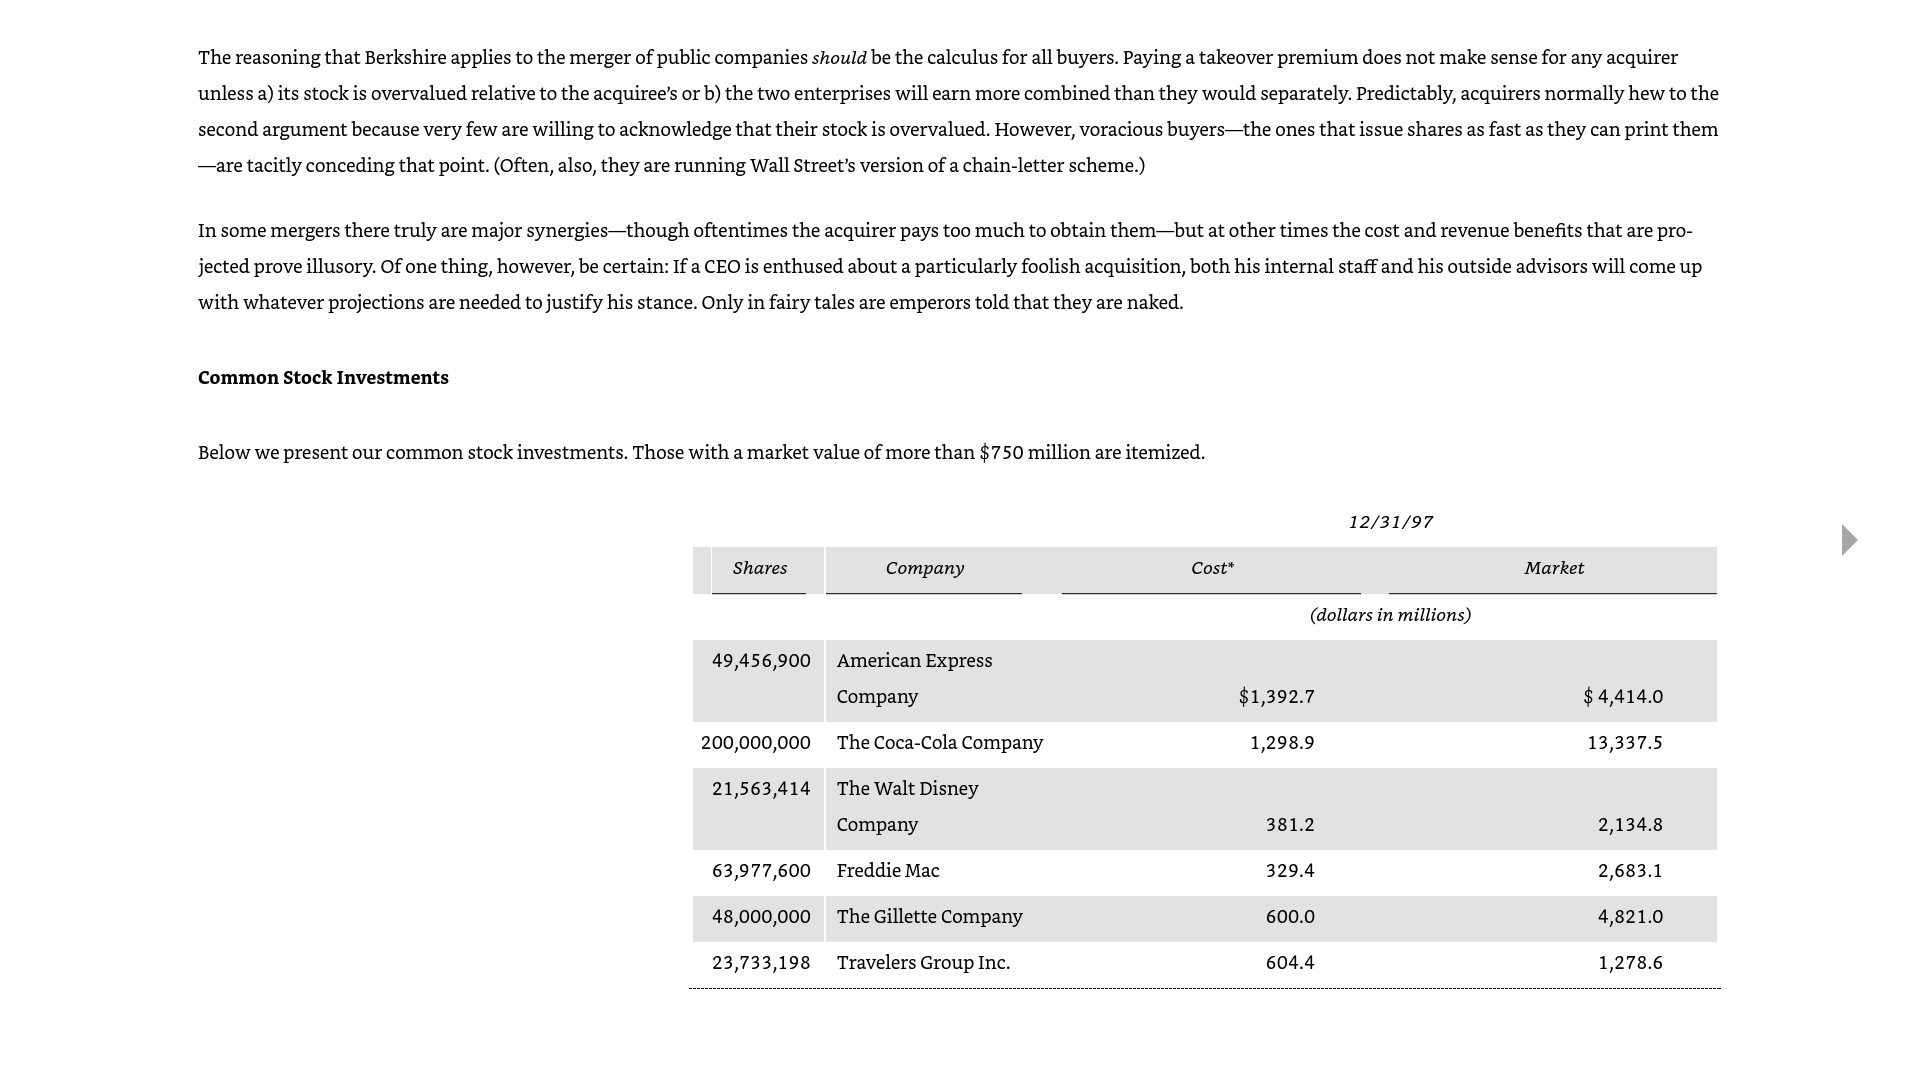 The reasoning that Berkshire applies to the merger of public companies should be the calculus for all buyers. Paying a takeover premium does not make sense for any acquirer
unless a) its stock is overvalued relative to the acquiree’s or b) the two enterprises will earn more combined than they would separately. Predictably, acquirers normally hew to the
second argument because very few are willing to acknowledge that their stock is overvalued. However, voracious buyers—the ones that issue shares as fast as they can print them
—are tacitly conceding that point. (Often, also, they are running Wall Street’s version of a chain-letter scheme.)
In some mergers there truly are major synergies—though oftentimes the acquirer pays too much to obtain them—but at other times the cost and revenue benefits that are pro-
jected prove illusory. Of one thing, however, be certain: If a CEO is enthused about a particularly foolish acquisition, both his internal staff and his outside advisors will come up
with whatever projections are needed to justify his stance. Only in fairy tales are emperors told that they are naked.
Common Stock Investments
Below we present our common stock investments. Those with a market value of more than $750 million are itemized.
12/31/97
Shares Company Cost* Market
(dollars in millions)
49,456,900 American Express
Company $1,392.7 $ 4,414.0
200,000,000 The Coca-Cola Company 1,298.9 13,337.5
21,563,414 The Walt Disney
Company 381.2 2,134.8
63,977,600 Freddie Mac 329.4 2,683.1
48,000,000 The Gillette Company 600.0 4,821.0
23,733,198 Travelers Group Inc. 604.4 1,278.6